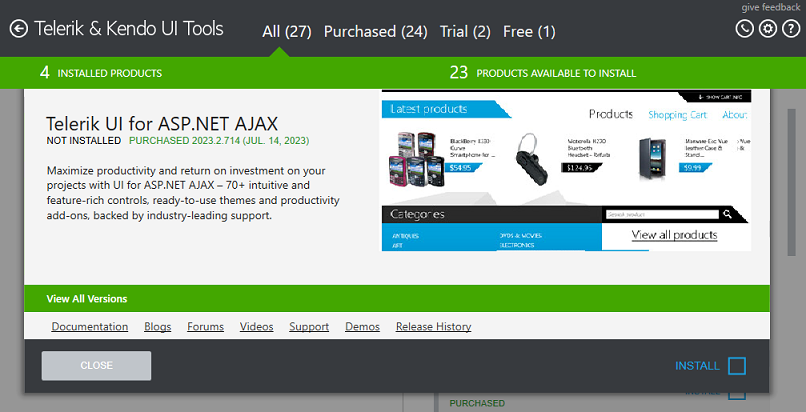 give feedback
Telerik & Kendo UI Tools All (27) Purchased (24) Trial (2) Free (1)
4 INSTALLED PRODUCTS 23 PRODUCTS AVAILABLE TO INSTALL
Telerik UI for ASP.NET AJAX
NOT INSTALLED PURCHASED 2023.2.714 (JUL. 14, 2023)
Maximize productivity and return on investment on your
projects with UI for ASP.NET AJAX – 70+ intuitive and
feature-rich controls, ready-to-use themes and productivity
add-ons, backed by industry-leading support.
SHOW CART INFO
Latest products
Products Shopping Cart About
BlackBerry 8330
Curve
Smartphone for ...
$54.95
Motorola H270
Bluetooth
Headset - Refurb
$124.95
Leather Case &
Stand...
$9.99
Categories
Search product
ANTIQUES
ART
DVDS & MOVIES
ELECTRONICS
View all products
View All Versions
Documentation Blogs Forums Videos Support Demos Release History
CLOSE
INSTALL
INSTALL
PURCHASED